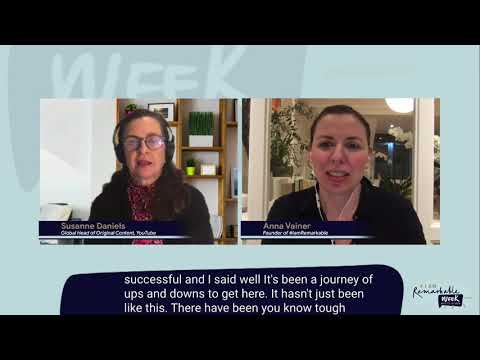 WEEK
Susanne Daniels
Global Head of Original Content, YouTube
Anna Vainer
Founder of #IamRemarkable
successful and I said well It's been a journey of
ups and downs to get here. It hasn't just been
like this. There have been you know tough
# I AM
Remarkable
WEEK